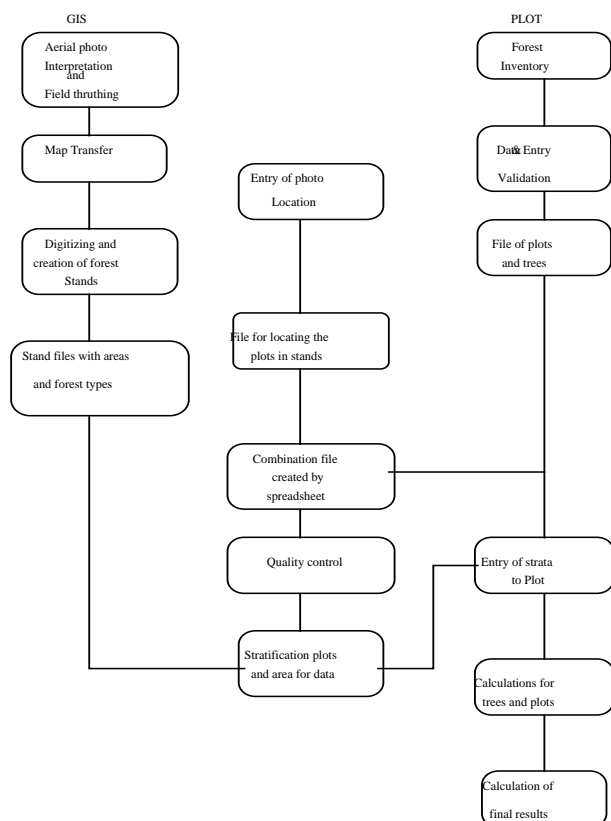 GIS
Aerial photo
Interpretation
and
Field thruthing
Map Transfer
Digitizing and
creation of forest
Stands
Stand files with areas
and forest types
Entry of photo
Location
File for locating the
plots in stands
Combination file
created by
spreadsheet
Quality control
Stratification plots
and area for data
PLOT
Forest
Inventory
Data & Entry
Validation
File of plots
and trees
Entry of strata
to Plot
Calculations for
trees and plots
Calculation of
final results